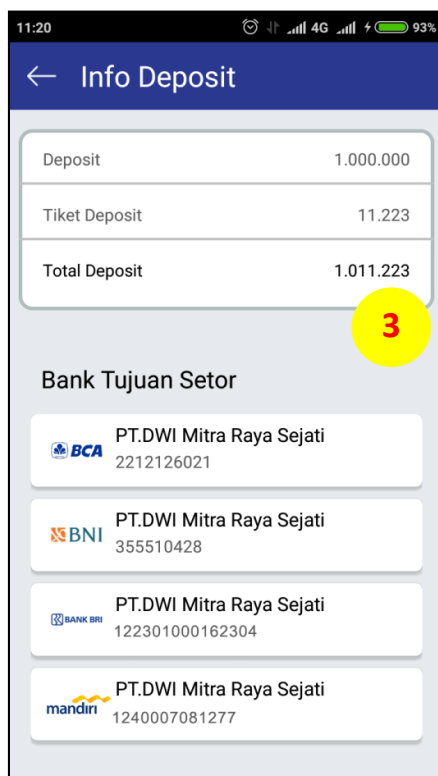 11:20 4G 93%
← Info Deposit
Deposit 1.000.000
Tiket Deposit 11.223
Total Deposit 1.011.223
3
Bank Tujuan Setor
BCA PT.DWI Mitra Raya Sejati
2212126021
BNI PT.DWI Mitra Raya Sejati
355510428
BANK BRI PT.DWI Mitra Raya Sejati
122301000162304
mandiri PT.DWI Mitra Raya Sejati
1240007081277